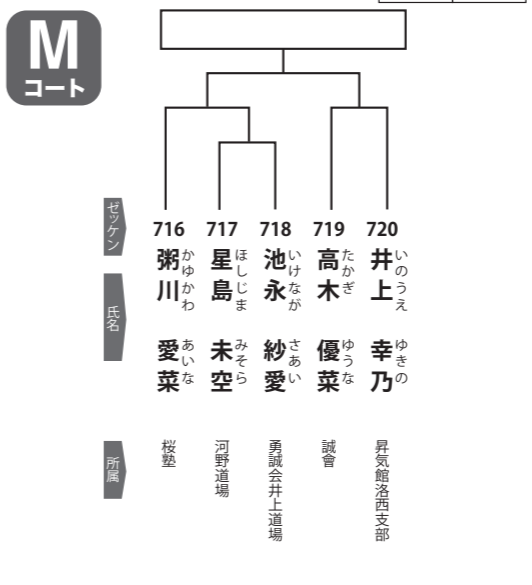 M
コート
ゼッケン
716 717 718 719 720
氏名
粥川 愛菜
かゆかわ あいな
星島 未空
ほしじま みそら
池永 紗愛
いけなが さあい
高木 優菜
たかぎ ゆうな
井上 幸乃
いのうえ ゆきの
所属
桜塾
河野道場
勇誠会井上道場
誠會
昇気館洛西支部